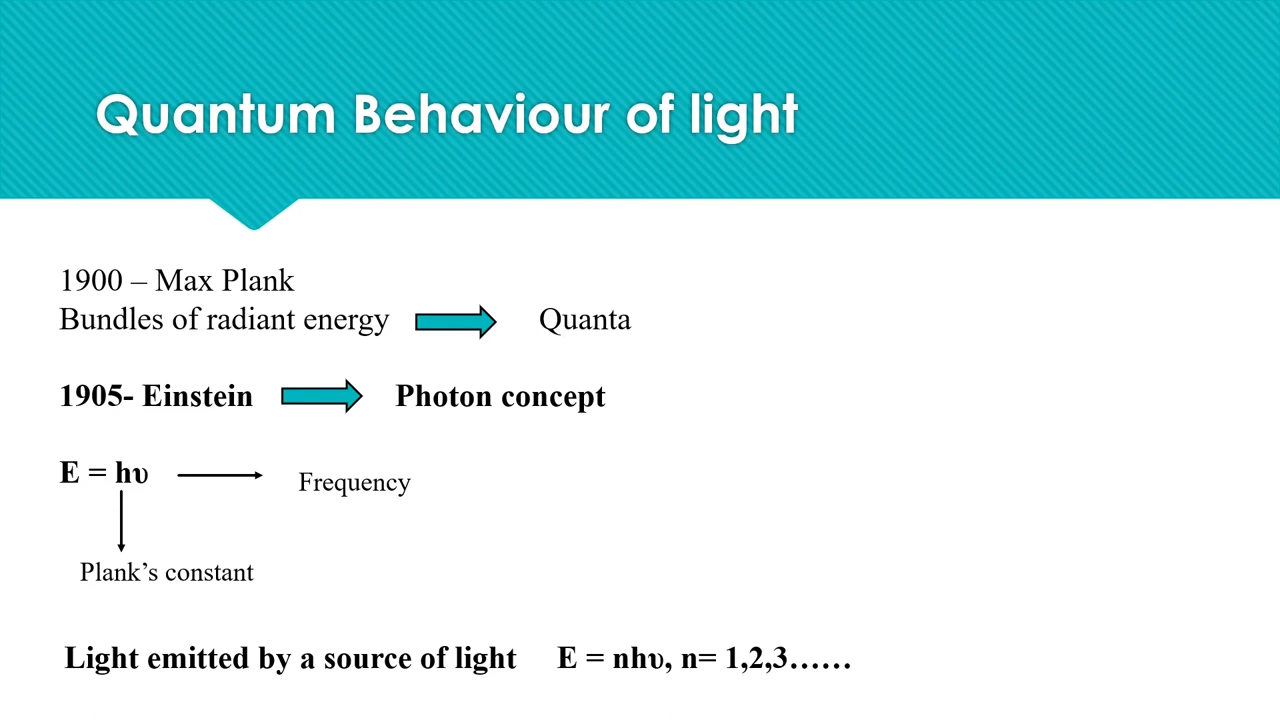 Quantum Behaviour of light
1900 – Max Plank
Bundles of radiant energy Quanta
1905- Einstein Photon concept
E = hυ Frequency
Plank’s constant
Light emitted by a source of light E = nhυ, n= 1,2,3……